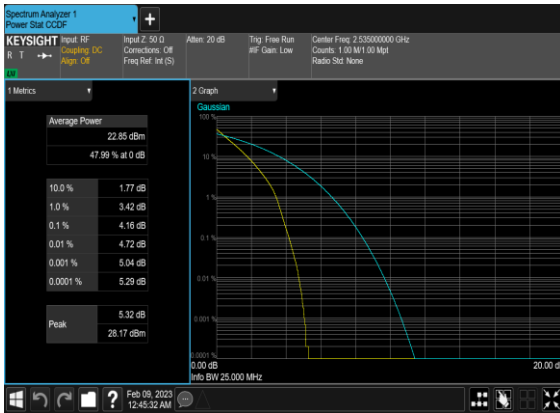 Spectrum Analyzer 1
Power Stat CCDF
+
KEYSIGHT
R T
LM
Input: RF
Coupling: DC
Align: Off
Input Z: 50 Ω
Corrections: Off
Freq Ref: Int (S)
Atten: 20 dB
Trig: Free Run
#IF Gain: Low
Center Freq: 2.535000000 GHz
Counts: 1.00 M/1.00 Mpt
Radio Std: None
1 Metrics
Average Power
22.85 dBm
47.99 % at 0 dB
10.0 % 1.77 dB
1.0 % 3.42 dB
0.1 % 4.16 dB
0.01 % 4.72 dB
0.001 % 5.04 dB
0.0001 % 5.29 dB
Peak 5.32 dB
28.17 dBm
2 Graph
Gaussian
100 %
10 %
1 %
0.1 %
0.01 %
0.001 %
0.0001 %
0.00 dB
20.00 d
Info BW 25.000 MHz
?
Feb 09, 2023
12:45:32 AM